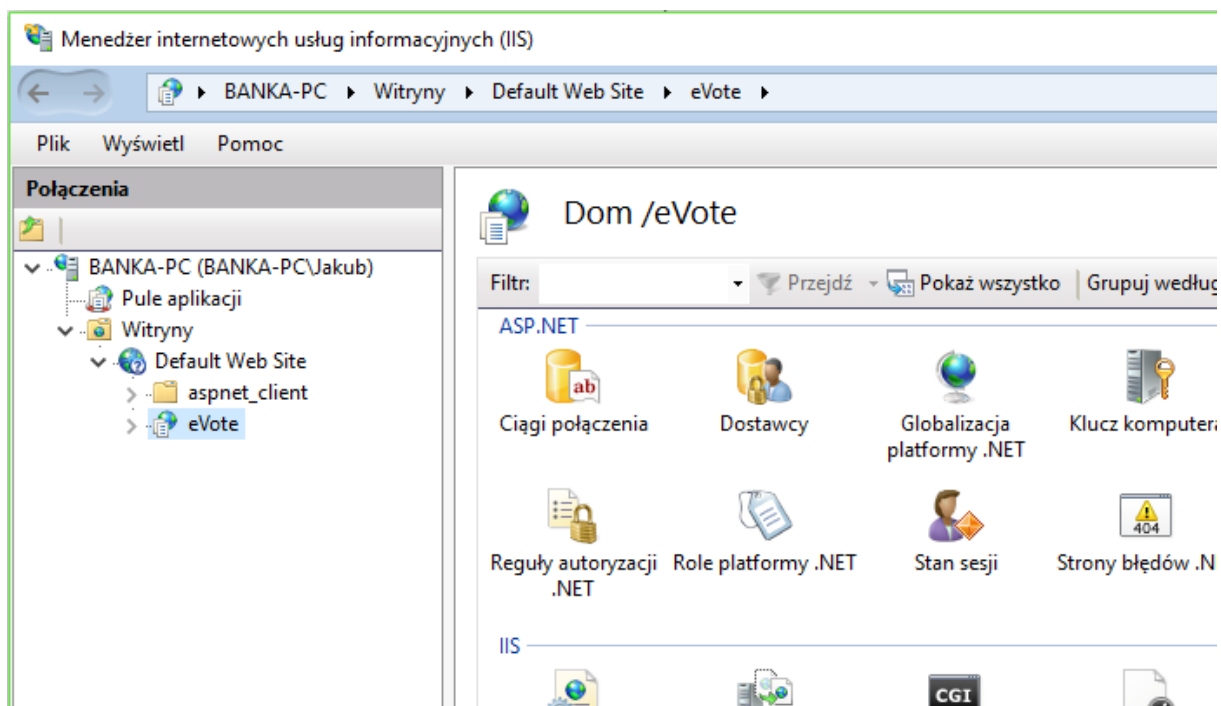 Menedżer internetowych usług informacyjnych (IIS)
BANKA-PC Witryny Default Web Site eVote
Plik Wyświetl Pomoc
Połączenia
BANKA-PC (BANKA-PC\Jakub)
Pule aplikacji
Witryny
Default Web Site
aspnet_client
eVote
Dom /eVote
Filtr: Przejdź Pokaż wszystko Grupuj według
ASP.NET
ab
Ciągi połączenia Dostawcy Globalizacja platformy .NET Klucz komputera
404
Reguły autoryzacji .NET Role platformy .NET Stan sesji Strony błędów .N
IIS
CGI